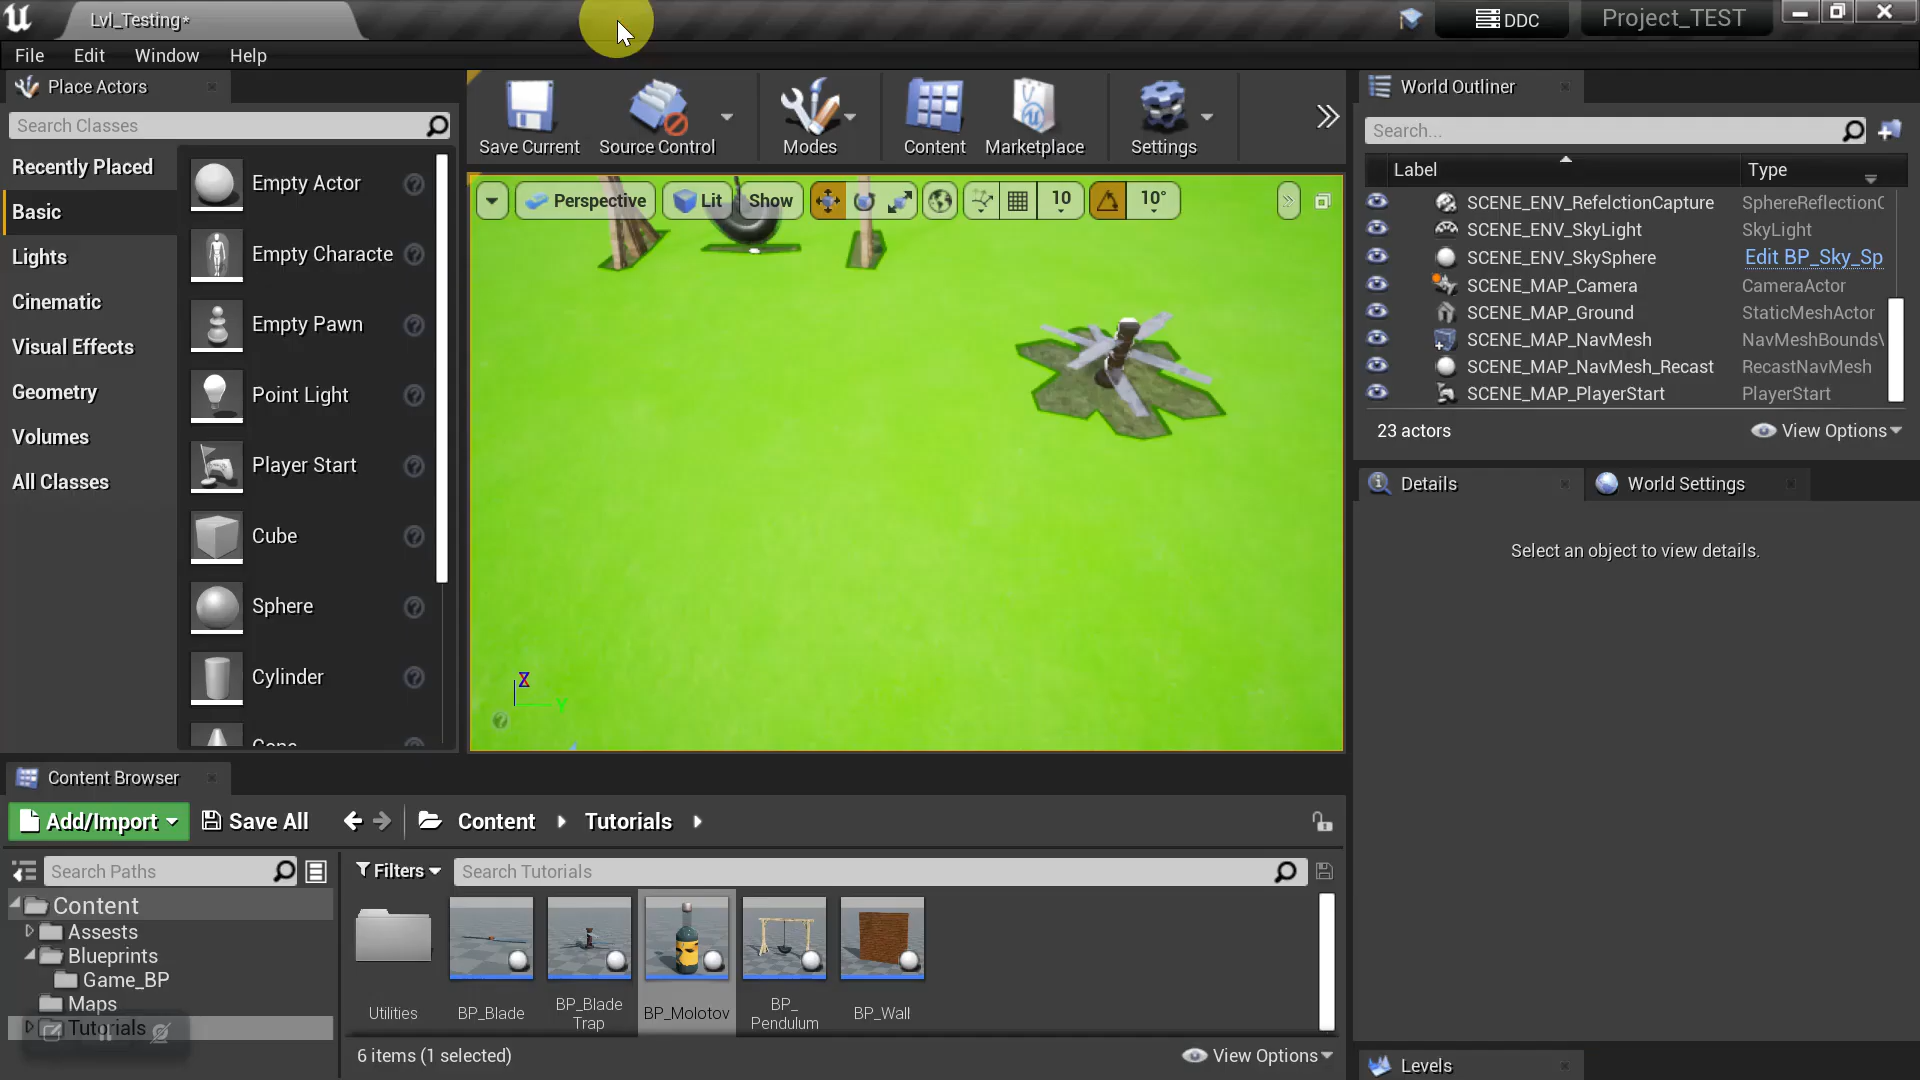 Lvl_Testing*
DDC
Project_TEST
File Edit Window Help
Place Actors
Search Classes
Recently Placed
Basic
Lights
Cinematic
Visual Effects
Geometry
Volumes
All Classes
Empty Actor
Empty Characte
Empty Pawn
Point Light
Player Start
Cube
Sphere
Cylinder
Cone
Save Current
Source Control
Modes
Content
Marketplace
Settings
Perspective
Lit
Show
10
10°
Z
Y
World Outliner
Search...
Label Type
SCENE_ENV_RefelctionCapture SphereReflectionC
SCENE_ENV_SkyLight SkyLight
SCENE_ENV_SkySphere Edit BP_Sky_Sp
SCENE_MAP_Camera CameraActor
SCENE_MAP_Ground StaticMeshActor
SCENE_MAP_NavMesh NavMeshBoundsV
SCENE_MAP_NavMesh_Recast RecastNavMesh
SCENE_MAP_PlayerStart PlayerStart
23 actors
View Options
Details
World Settings
Select an object to view details.
Levels
Content Browser
Add/Import
Save All
Content
Tutorials
Search Paths
Filters
Search Tutorials
Content
Assests
Blueprints
Game_BP
Maps
Tutorials
Utilities
BP_Blade
BP_Blade
Trap
BP_Molotov
BP_
Pendulum
BP_Wall
6 items (1 selected)
View Options